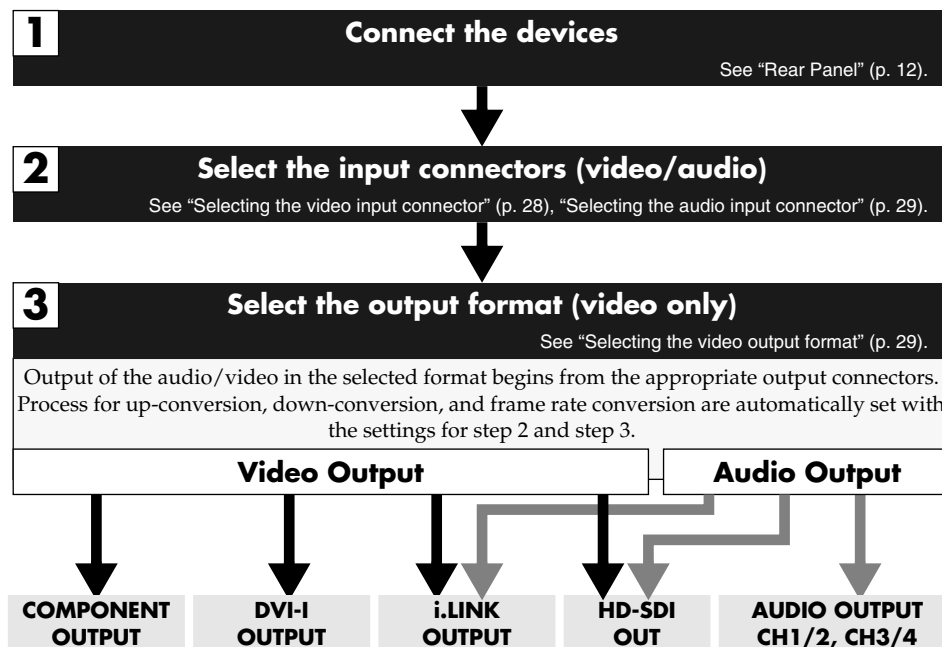 1
Connect the devices
See “Rear Panel” (p. 12).
2
Select the input connectors (video/audio)
See “Selecting the video input connector” (p. 28), “Selecting the audio input connector” (p. 29).
3
Select the output format (video only)
See “Selecting the video output format” (p. 29).
Output of the audio/video in the selected format begins from the appropriate output connectors.
Process for up-conversion, down-conversion, and frame rate conversion are automatically set with
the settings for step 2 and step 3.
Video Output
Audio Output
COMPONENT
OUTPUT
DVI-I
OUTPUT
i.LINK
OUTPUT
HD-SDI
OUT
AUDIO OUTPUT
CH1/2, CH3/4